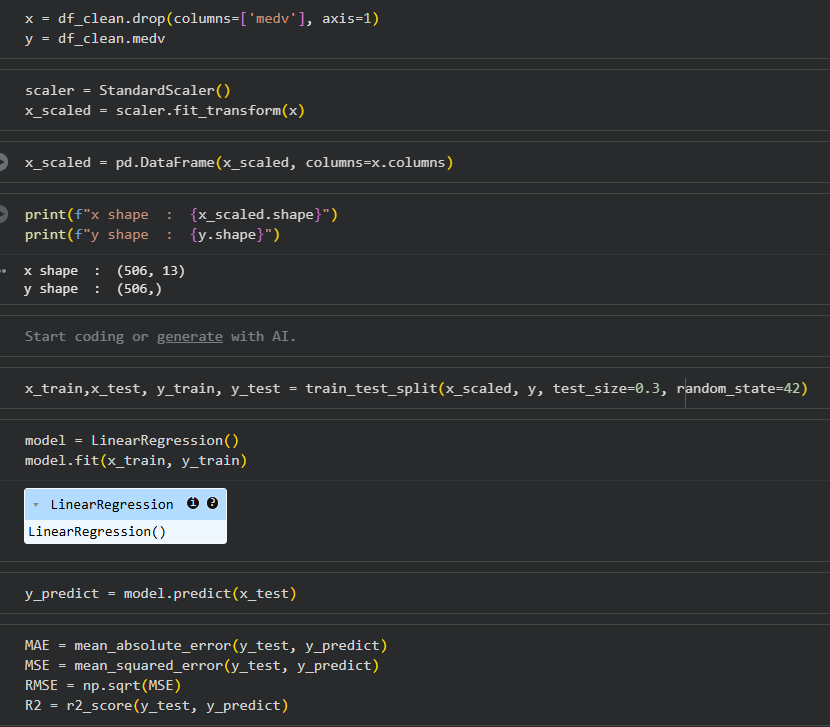 x = df_clean.drop(columns=['medv'], axis=1)
y = df_clean.medv
scaler = StandardScaler()
x_scaled = scaler.fit_transform(x)
x_scaled = pd.DataFrame(x_scaled, columns=x.columns)
print(f"x shape  :  {x_scaled.shape}")
print(f"y shape  :  {y.shape}")
x shape  :  (506, 13)
y shape  :  (506,)
Start coding or generate with AI.
x_train,x_test, y_train, y_test = train_test_split(x_scaled, y, test_size=0.3, random_state=42)
model = LinearRegression()
model.fit(x_train, y_train)
LinearRegression i ?
LinearRegression()
y_predict = model.predict(x_test)
MAE = mean_absolute_error(y_test, y_predict)
MSE = mean_squared_error(y_test, y_predict)
RMSE = np.sqrt(MSE)
R2 = r2_score(y_test, y_predict)